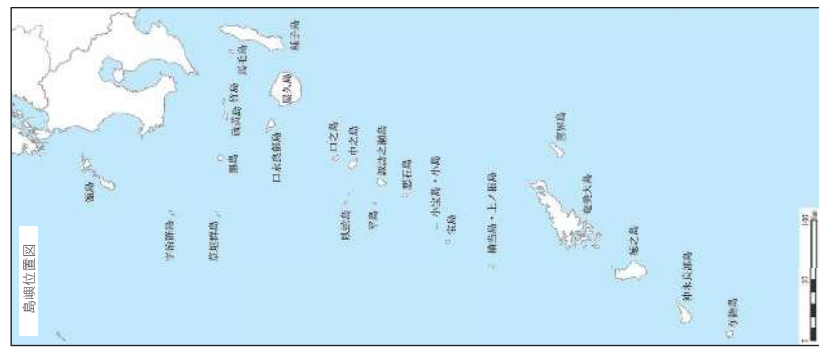 島嶼位置図
甑島
宇治群島
草垣群島
黒島
硫黄島
竹島
馬毛島
種子島
屋久島
口永良部島
口之島
中之島
臥蛇島
平島
諏訪之瀬島
悪石島
小宝島・小島
宝島
横当島・上ノ根島
喜界島
奄美大島
徳之島
沖永良部島
与論島
0
50
100